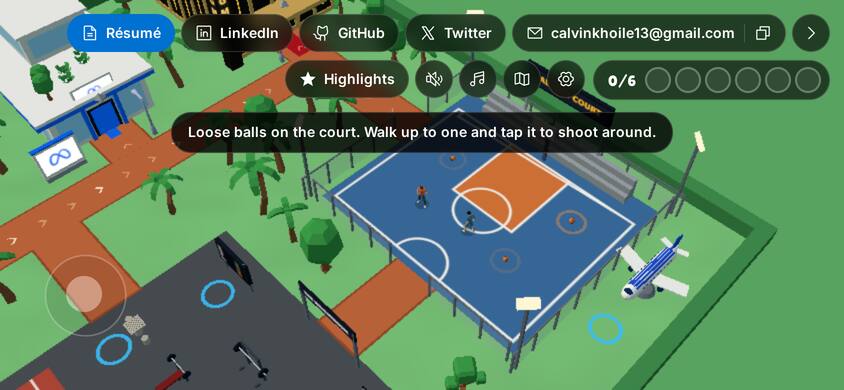 Résumé
LinkedIn
GitHub
Twitter
calvinkhoile13@gmail.com
Highlights
0/6
COURT
Loose balls on the court. Walk up to one and tap it to shoot around.